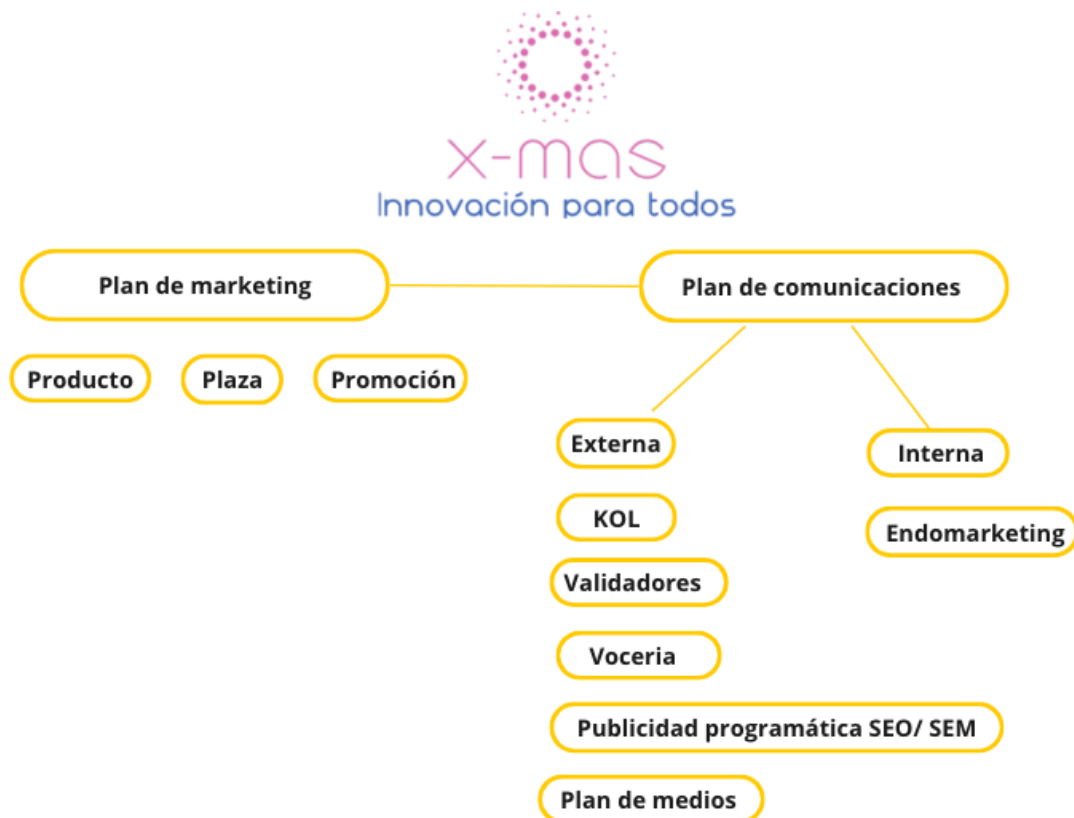 x-mas
Innovación para todos
Plan de marketing
Plan de comunicaciones
Producto
Plaza
Promoción
Externa
Interna
KOL
Endomarketing
Validadores
Voceria
Publicidad programática SEO/ SEM
Plan de medios